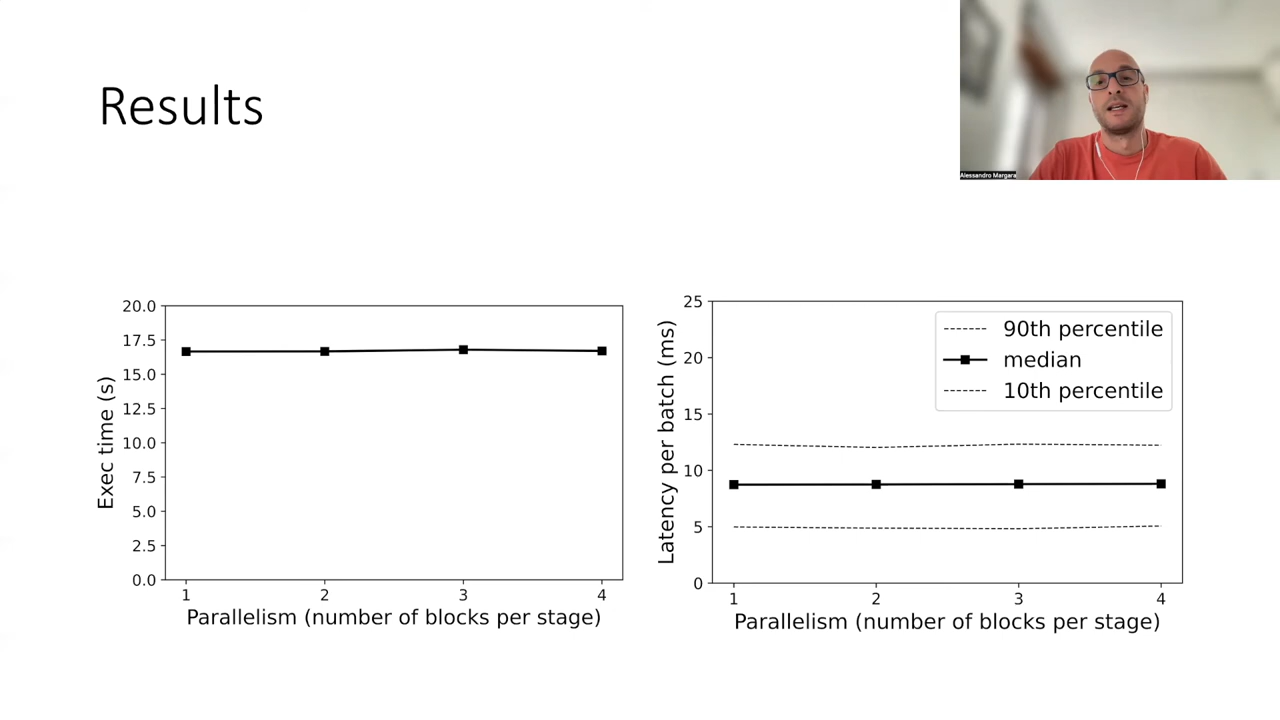 Results
Alessandro Margara
20.0
17.5
15.0
12.5
10.0
7.5
5.0
2.5
0.0
Exec time (s)
1 2 3 4
Parallelism (number of blocks per stage)
25
20
15
10
5
0
Latency per batch (ms)
90th percentile
median
10th percentile
1 2 3 4
Parallelism (number of blocks per stage)